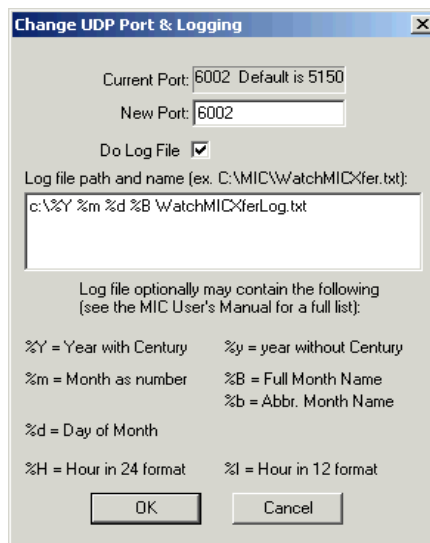 Change UDP Port & Logging
Current Port: 6002 Default is 5150
New Port: 6002
Do Log File
Log file path and name (ex. C:\MIC\WatchMICXfer.txt):
c:\%Y %m %d %B WatchMICXferLog.txt
Log file optionally may contain the following
(see the MIC User's Manual for a full list):
%Y = Year with Century %y = year without Century
%m = Month as number %B = Full Month Name
%b = Abbr. Month Name
%d = Day of Month
%H = Hour in 24 format %I = Hour in 12 format
OK Cancel